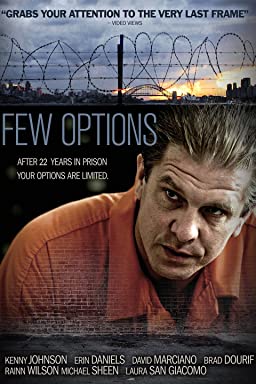 "GRABS YOUR ATTENTION TO THE VERY LAST FRAME"
-VIDEO VIEWS
FEW OPTIONS
AFTER 22 YEARS IN PRISON
YOUR OPTIONS ARE LIMITED.
KENNY JOHNSON ERIN DANIELS DAVID MARCIANO BRAD DOURIF
RAINN WILSON MICHAEL SHEEN LAURA SAN GIACOMO